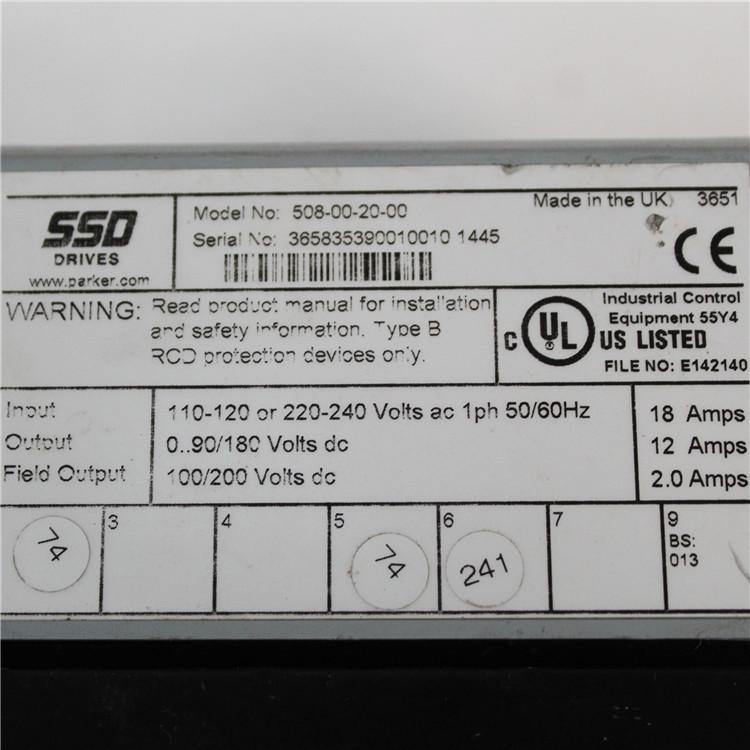 SSD
DRIVES
www.parker.com
Model No: 508-00-20-00
Serial No: 365835390010010 1445
Made in the UK 3651
CE
WARNING: Read product manual for installation
and safety information. Type B
RCD protection devices only.
C UL US LISTED
Industrial Control
Equipment 55Y4
FILE NO: E142140
Input 110-120 or 220-240 Volts ac 1ph 50/60Hz 18 Amps
Output 0..90/180 Volts dc 12 Amps
Field Output 100/200 Volts dc 2.0 Amps
3 4 5 6 7 9
BS:
013
74 74 241